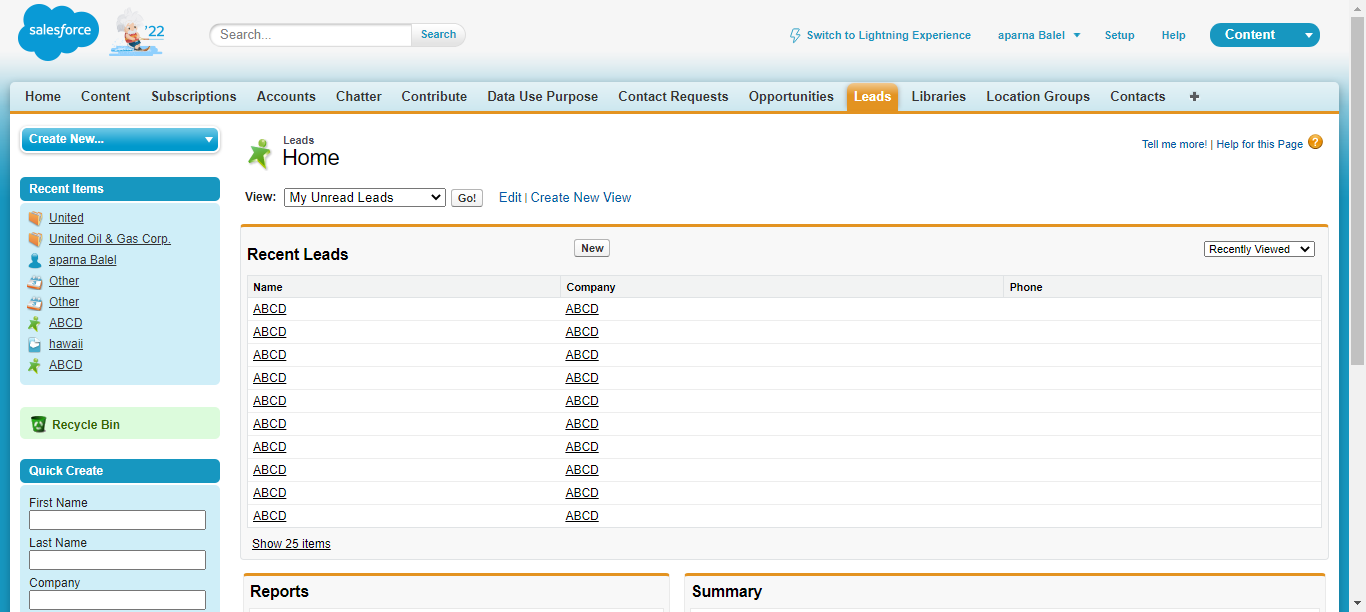 salesforce
'22
Search...
Search
Switch to Lightning Experience
aparna Balel
Setup
Help
Content
Home Content Subscriptions Accounts Chatter Contribute Data Use Purpose Contact Requests Opportunities Leads Libraries Location Groups Contacts +
Create New...
Recent Items
United
United Oil & Gas Corp.
aparna Balel
Other
Other
ABCD
hawaii
ABCD
Recycle Bin
Quick Create
First Name
Last Name
Company
Leads
Home
Tell me more! | Help for this Page ?
View: My Unread Leads Go! Edit | Create New View
Recent Leads New Recently Viewed
Name Company Phone
ABCD ABCD
ABCD ABCD
ABCD ABCD
ABCD ABCD
ABCD ABCD
ABCD ABCD
ABCD ABCD
ABCD ABCD
ABCD ABCD
ABCD ABCD
Show 25 items
Reports
Summary